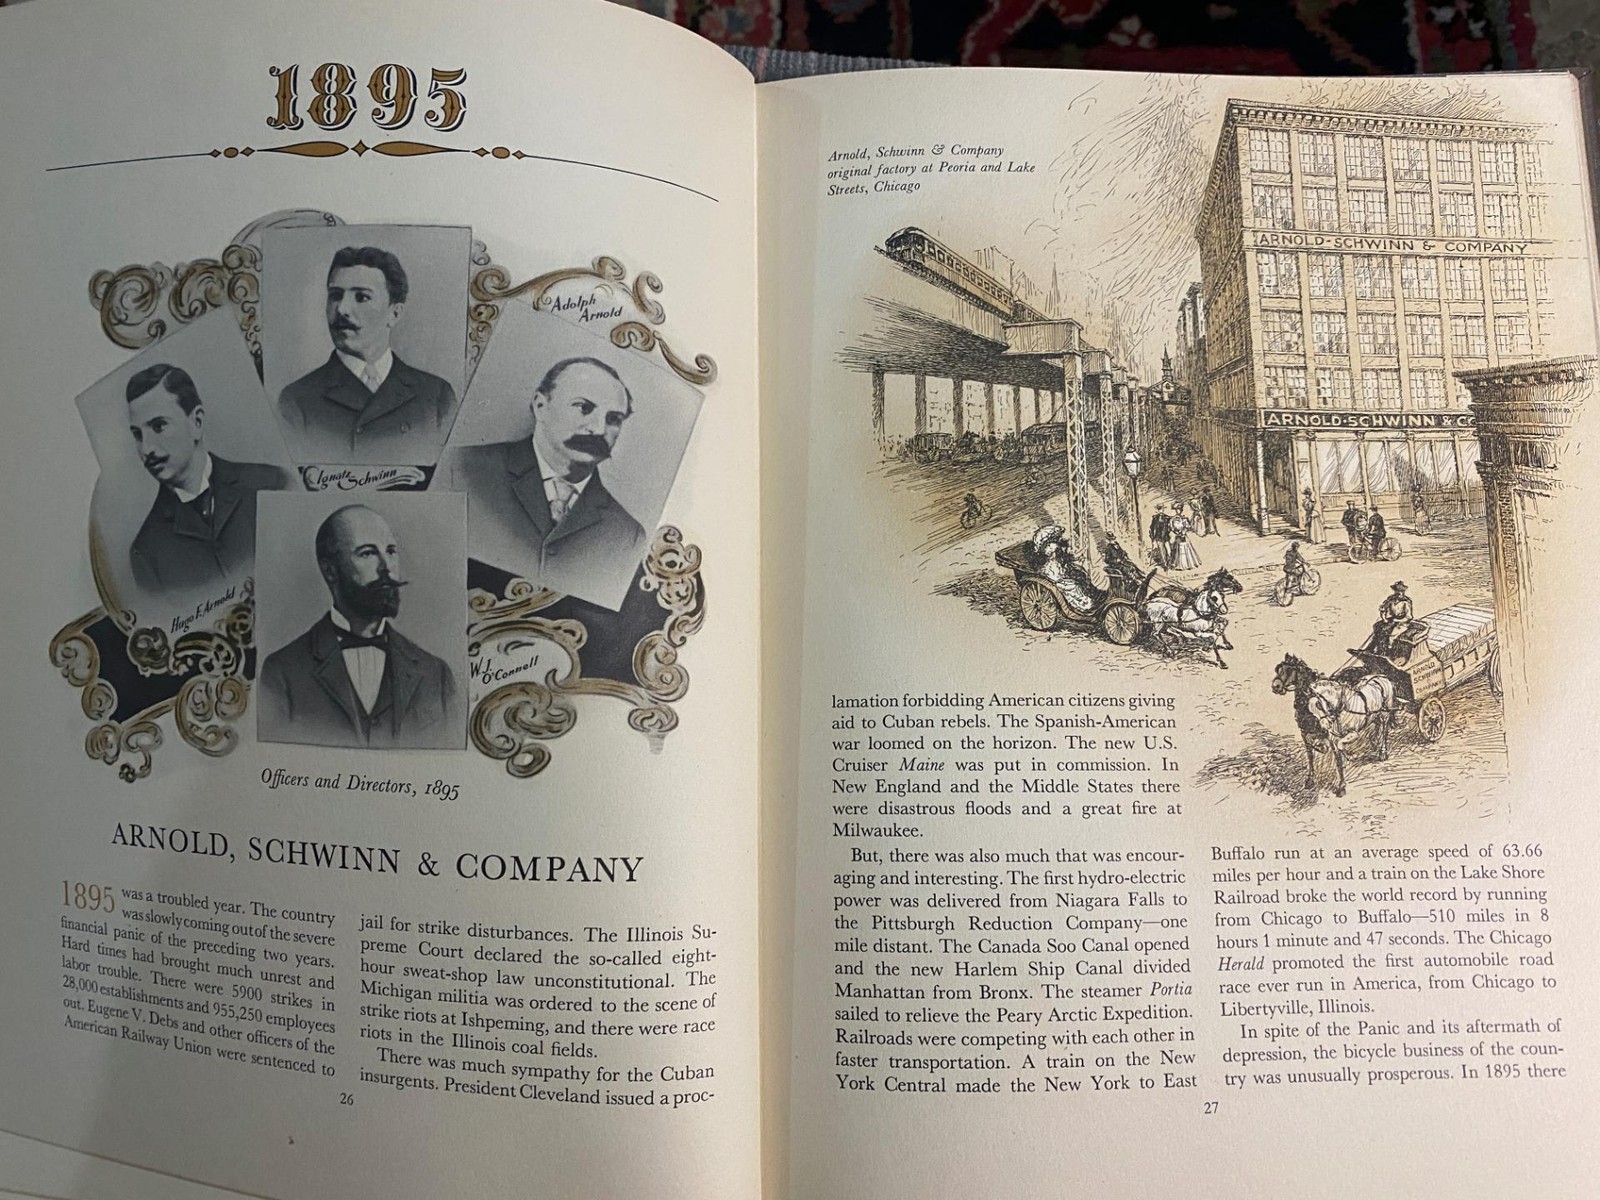 1895
Adolph
Arnold
Ignatz
Schwinn
Hugo F. Arnold
W. J.
O'Connell
Officers and Directors, 1895
ARNOLD, SCHWINN & COMPANY
1895 was a troubled year. The country
was slowly coming out of the severe
financial panic of the preceding two years.
Hard times had brought much unrest and
labor trouble. There were 5900 strikes in
28,000 establishments and 955,250 employees
out. Eugene V. Debs and other officers of the
American Railway Union were sentenced to
jail for strike disturbances. The Illinois Su-
preme Court declared the so-called eight-
hour sweat-shop law unconstitutional. The
Michigan militia was ordered to the scene of
strike riots at Ishpeming, and there were race
riots in the Illinois coal fields.
There was much sympathy for the Cuban
insurgents. President Cleveland issued a proc-
26
Arnold, Schwinn & Company
original factory at Peoria and Lake
Streets, Chicago
ARNOLD-SCHWINN & COMPANY
ARNOLD-SCHWINN & CO
ARNOLD
SCHWINN
COMPANY
lamation forbidding American citizens giving
aid to Cuban rebels. The Spanish-American
war loomed on the horizon. The new U.S.
Cruiser Maine was put in commission. In
New England and the Middle States there
were disastrous floods and a great fire at
Milwaukee.
But, there was also much that was encour-
aging and interesting. The first hydro-electric
power was delivered from Niagara Falls to
the Pittsburgh Reduction Company—one
mile distant. The Canada Soo Canal opened
and the new Harlem Ship Canal divided
Manhattan from Bronx. The steamer Portia
sailed to relieve the Peary Arctic Expedition.
Railroads were competing with each other in
faster transportation. A train on the New
York Central made the New York to East
Buffalo run at an average speed of 63.66
miles per hour and a train on the Lake Shore
Railroad broke the world record by running
from Chicago to Buffalo—510 miles in 8
hours 1 minute and 47 seconds. The Chicago
Herald promoted the first automobile road
race ever run in America, from Chicago to
Libertyville, Illinois.
In spite of the Panic and its aftermath of
depression, the bicycle business of the coun-
try was unusually prosperous. In 1895 there
27